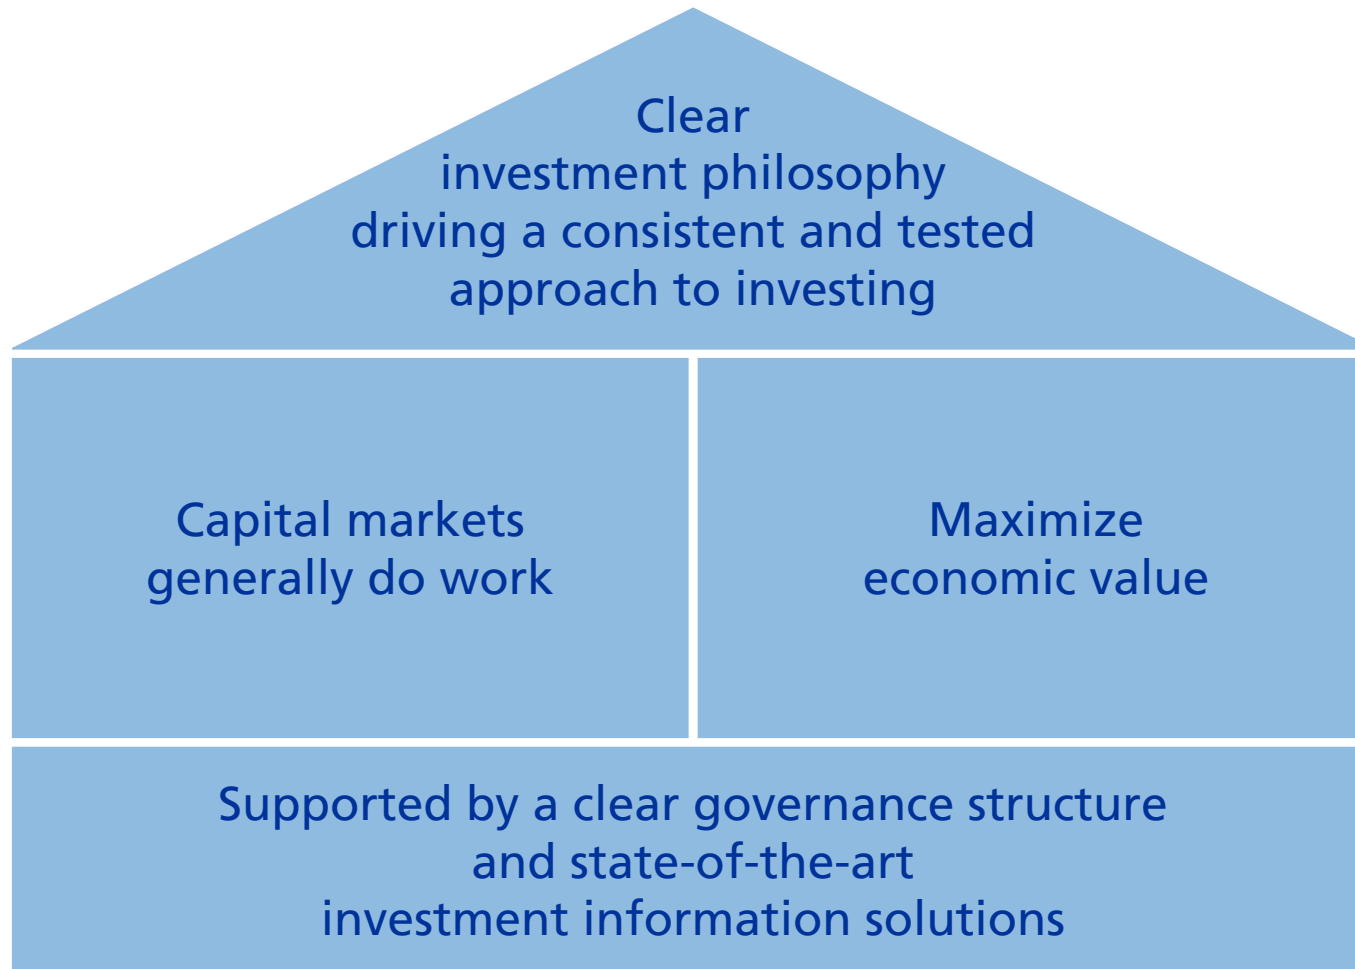 Clear
investment philosophy
driving a consistent and tested
approach to investing
Capital markets
generally do work
Maximize
economic value
Supported by a clear governance structure
and state-of-the-art
investment information solutions